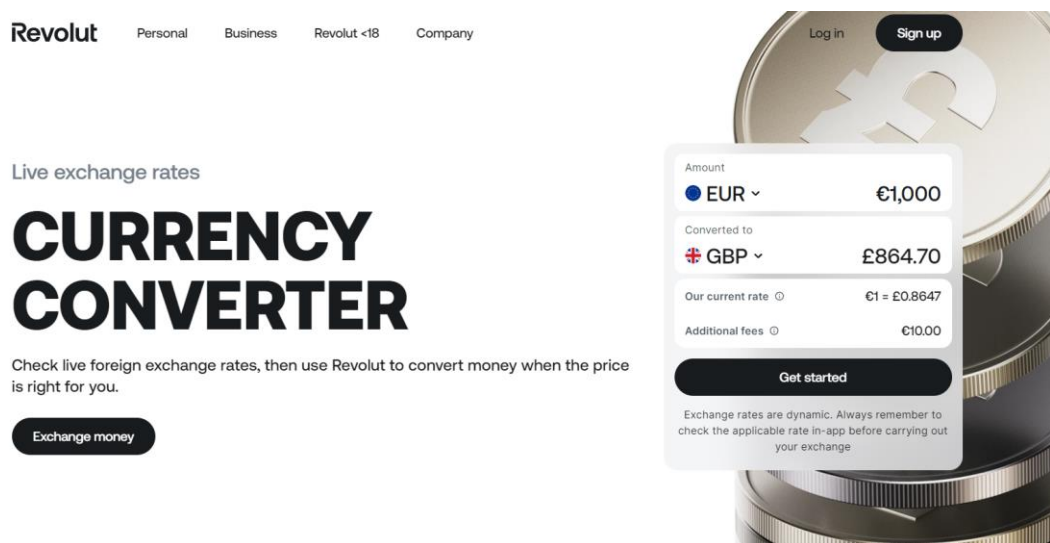 Revolut
Personal
Business
Revolut <18
Company
Log in
Sign up
Live exchange rates
CURRENCY
CONVERTER
Check live foreign exchange rates, then use Revolut to convert money when the price
is right for you.
Exchange money
Amount
EUR
€1,000
Converted to
GBP
£864.70
Our current rate
€1 = £0.8647
Additional fees
€10.00
Get started
Exchange rates are dynamic. Always remember to
check the applicable rate in-app before carrying out
your exchange